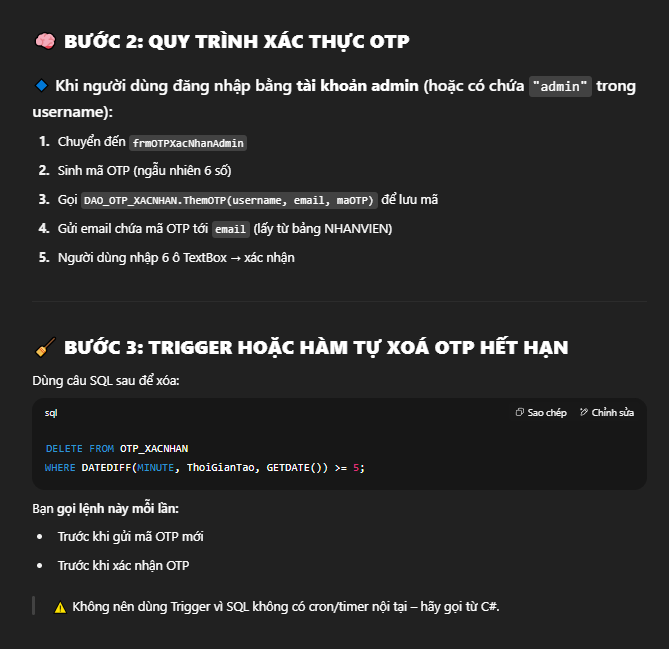 🧠 BƯỚC 2: QUY TRÌNH XÁC THỰC OTP
🔹 Khi người dùng đăng nhập bằng tài khoản admin (hoặc có chứa "admin" trong
username):
1. Chuyển đến frmOTPXacNhanAdmin
2. Sinh mã OTP (ngẫu nhiên 6 số)
3. Gọi DAO_OTP_XACNHAN.ThemOTP(username, email, maOTP) để lưu mã
4. Gửi email chứa mã OTP tới email (lấy từ bảng NHANVIEN)
5. Người dùng nhập 6 ô TextBox → xác nhận
🧹 BƯỚC 3: TRIGGER HOẶC HÀM TỰ XOÁ OTP HẾT HẠN
Dùng câu SQL sau để xóa:
sql Sao chép Chỉnh sửa
DELETE FROM OTP_XACNHAN
WHERE DATEDIFF(MINUTE, ThoiGianTao, GETDATE()) >= 5;
Bạn gọi lệnh này mỗi lần:
• Trước khi gửi mã OTP mới
• Trước khi xác nhận OTP
⚠️ Không nên dùng Trigger vì SQL không có cron/timer nội tại – hãy gọi từ C#.